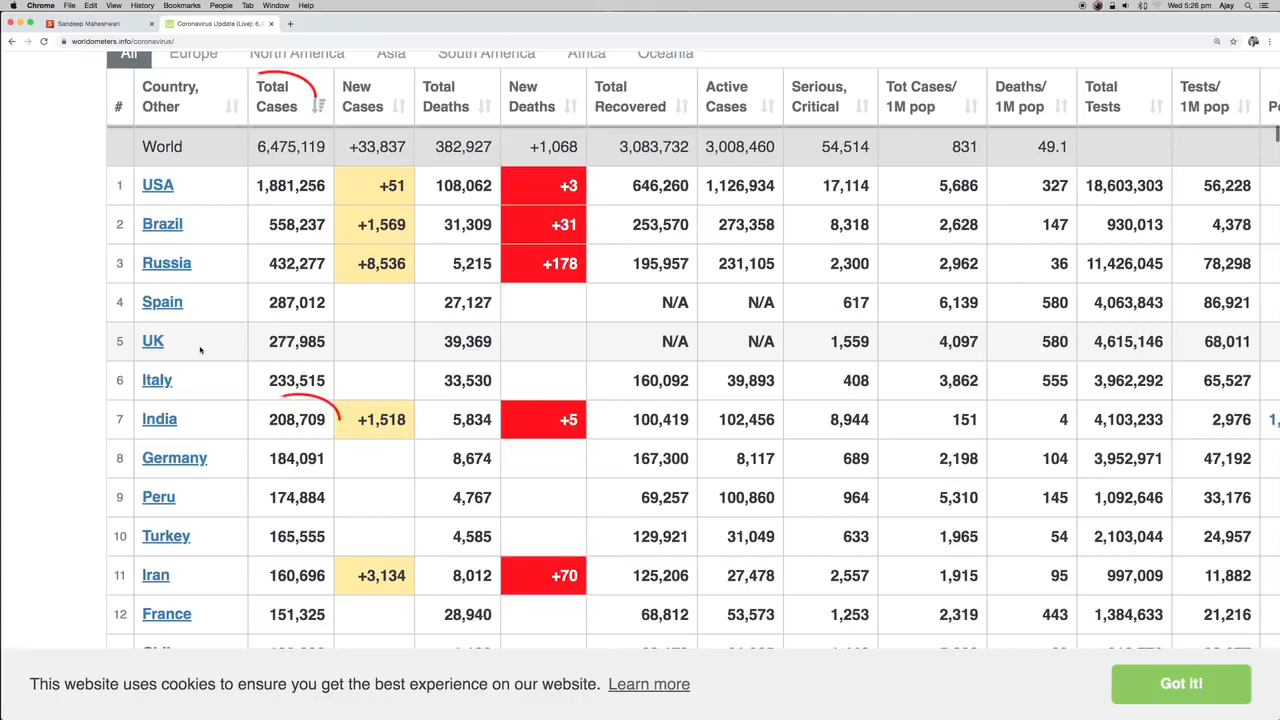 Chrome File Edit View History Bookmarks People Tab Window Help Wed 5:26 pm Ajay
Sandeep Maheshwari Coronavirus Update (Live): 6,4
worldometers.info/coronavirus/
All Europe North America Asia South America Africa Oceania
# Country, Other Total Cases New Cases Total Deaths New Deaths Total Recovered Active Cases Serious, Critical Tot Cases/ 1M pop Deaths/ 1M pop Total Tests Tests/ 1M pop
World 6,475,119 +33,837 382,927 +1,068 3,083,732 3,008,460 54,514 831 49.1
1 USA 1,881,256 +51 108,062 +3 646,260 1,126,934 17,114 5,686 327 18,603,303 56,228
2 Brazil 558,237 +1,569 31,309 +31 253,570 273,358 8,318 2,628 147 930,013 4,378
3 Russia 432,277 +8,536 5,215 +178 195,957 231,105 2,300 2,962 36 11,426,045 78,298
4 Spain 287,012 27,127 N/A N/A 617 6,139 580 4,063,843 86,921
5 UK 277,985 39,369 N/A N/A 1,559 4,097 580 4,615,146 68,011
6 Italy 233,515 33,530 160,092 39,893 408 3,862 555 3,962,292 65,527
7 India 208,709 +1,518 5,834 +5 100,419 102,456 8,944 151 4 4,103,233 2,976 1,
8 Germany 184,091 8,674 167,300 8,117 689 2,198 104 3,952,971 47,192
9 Peru 174,884 4,767 69,257 100,860 964 5,310 145 1,092,646 33,176
10 Turkey 165,555 4,585 129,921 31,049 633 1,965 54 2,103,044 24,957
11 Iran 160,696 +3,134 8,012 +70 125,206 27,478 2,557 1,915 95 997,009 11,882
12 France 151,325 28,940 68,812 53,573 1,253 2,319 443 1,384,633 21,216
This website uses cookies to ensure you get the best experience on our website. Learn more Got it!